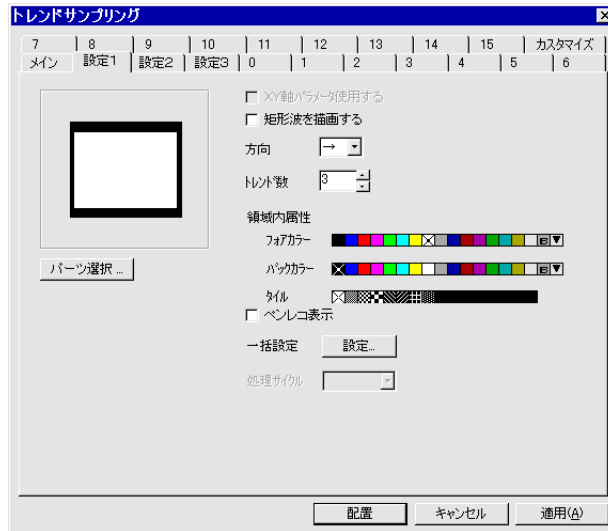 トレンドサンプリング
7 8 9 10 11 12 13 14 15 カスタマイズ
メイン 設定1 設定2 設定3 0 1 2 3 4 5 6
XY軸パラメータ使用する
矩形波を描画する
方向 →
トレンド数 3
領域内属性
フォアカラー
バックカラー
タイル
ペンレコ表示
一括設定 設定...
処理サイクル
パーツ選択...
配置 キャンセル 適用(A)